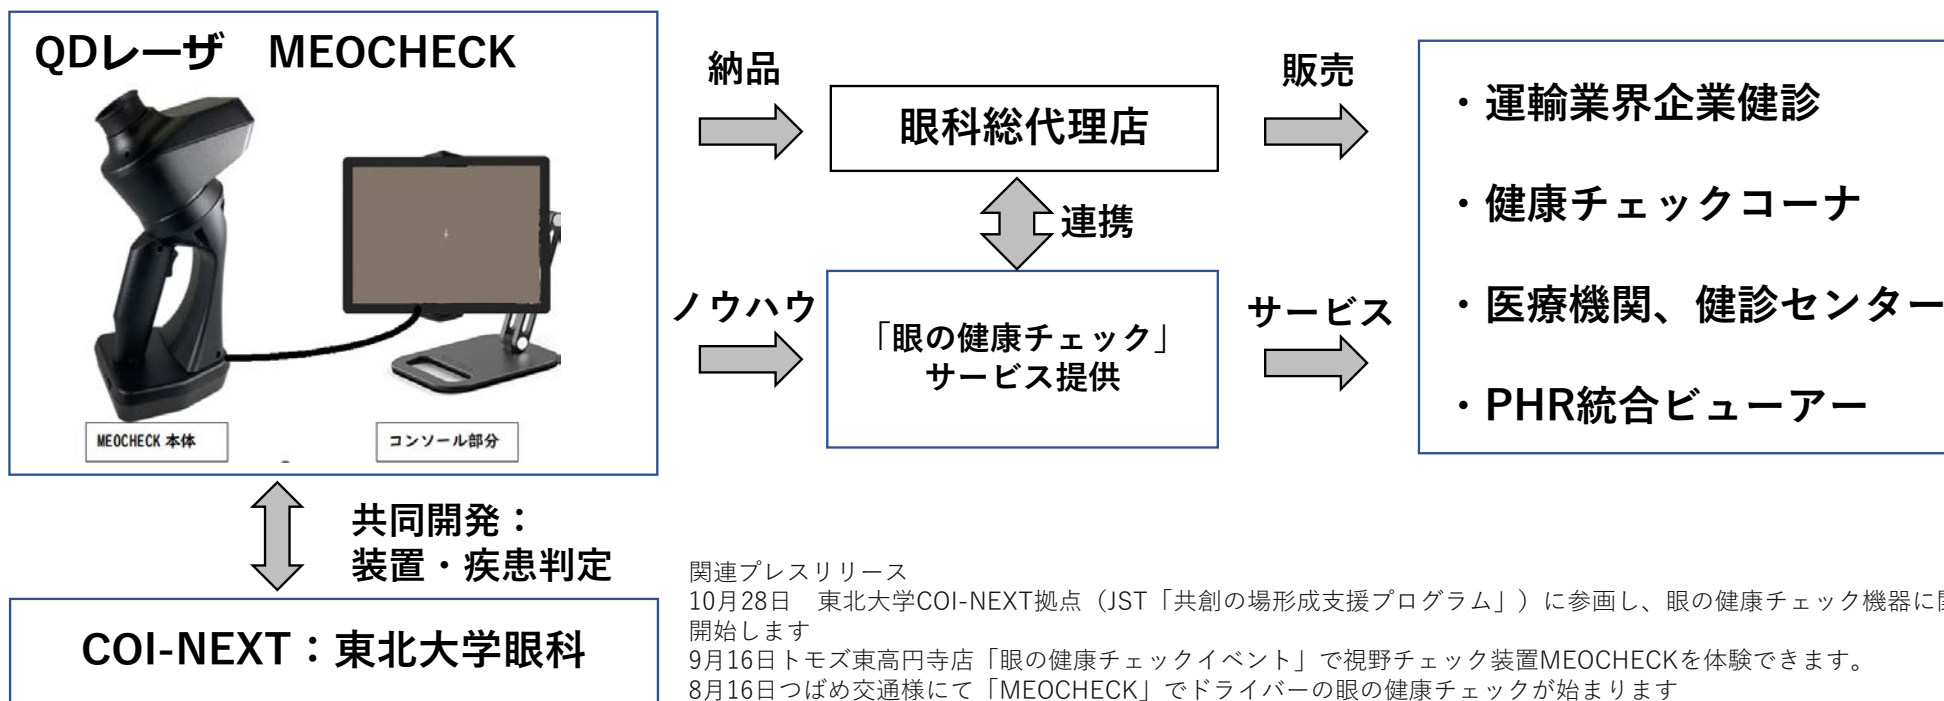 QDレーザ　MEOCHECK
MEOCHECK 本体
コンソール部分
納品
眼科総代理店
販売
連携
ノウハウ
「眼の健康チェック」
サービス提供
サービス
・運輸業界企業健診
・健康チェックコーナ
・医療機関、健診センター
・PHR統合ビューアー
共同開発：
装置・疾患判定
COI-NEXT：東北大学眼科
関連プレスリリース
10月28日　東北大学COI-NEXT拠点（JST「共創の場形成支援プログラム」）に参画し、眼の健康チェック機器に
開始します
9月16日トモズ東高円寺店「眼の健康チェックイベント」で視野チェック装置MEOCHECKを体験できます。
8月16日つばめ交通様にて「MEOCHECK」でドライバーの眼の健康チェックが始まります